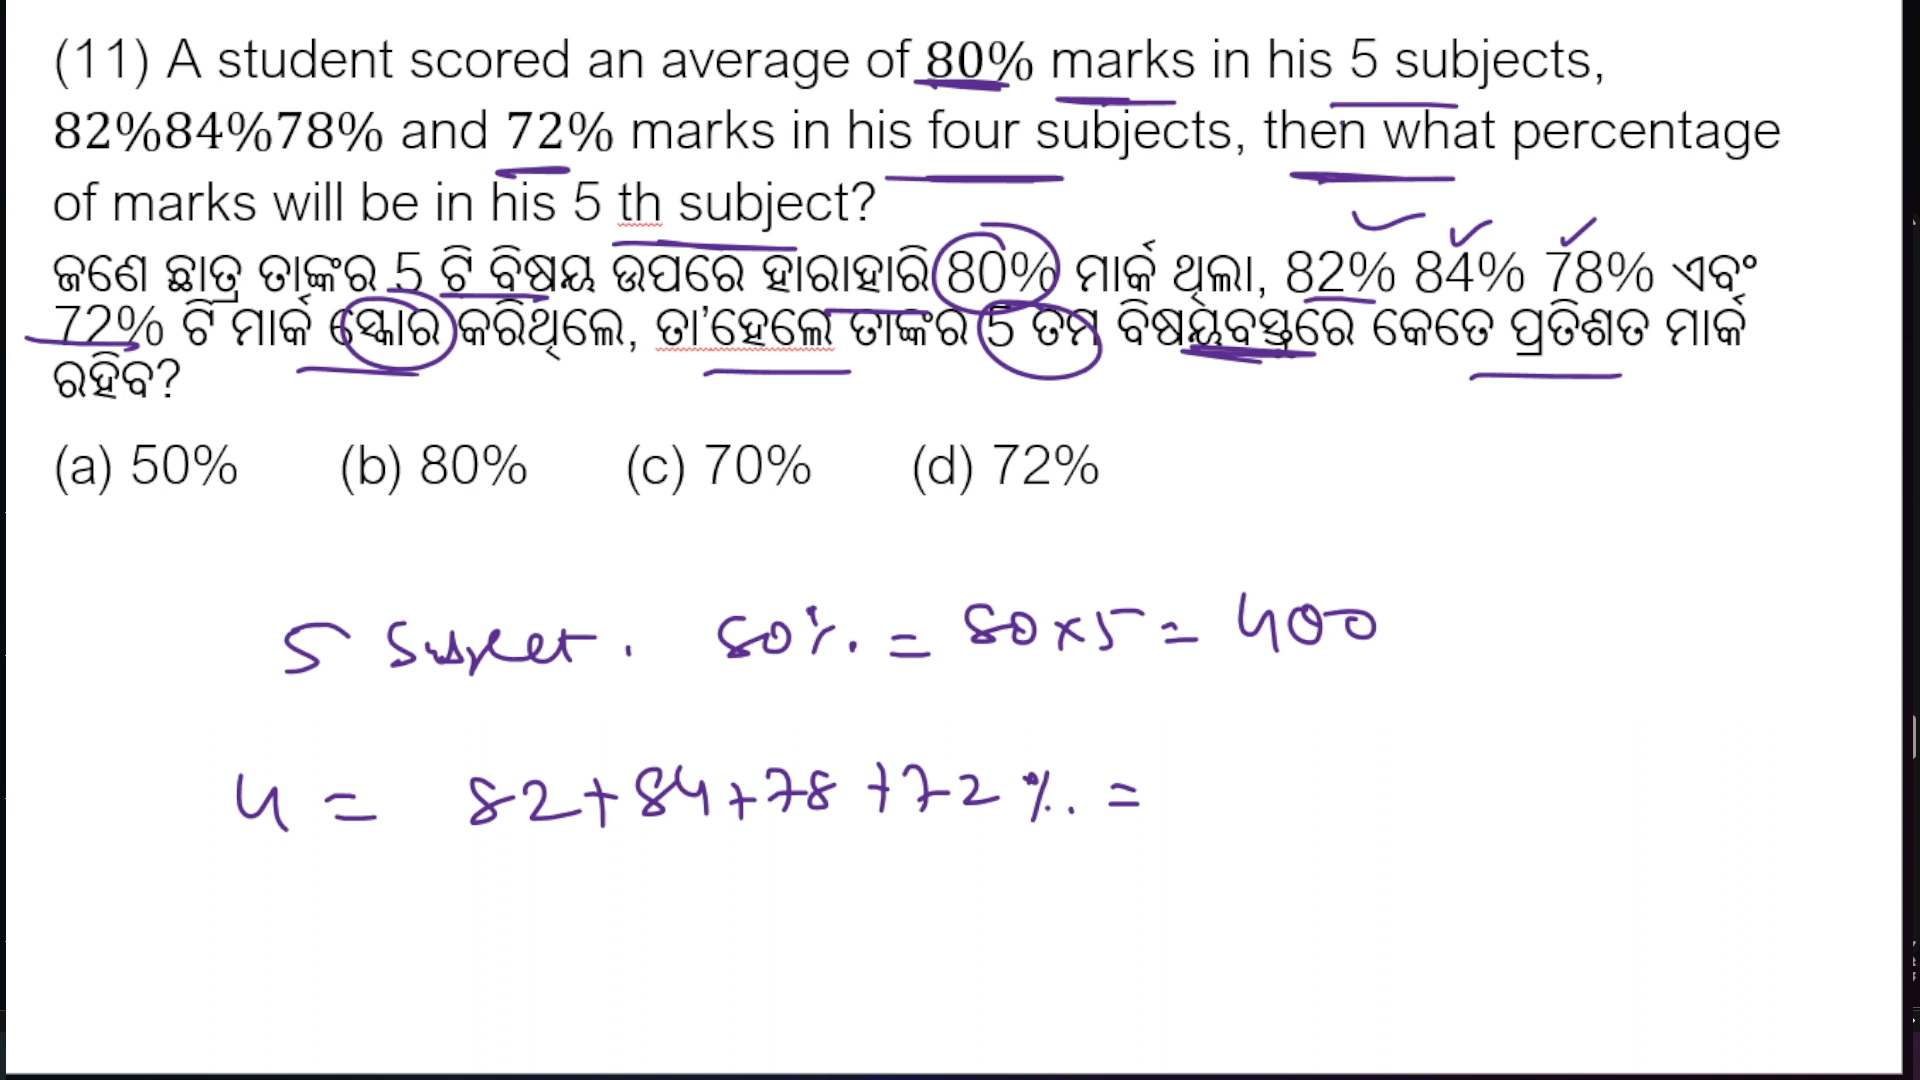 (11) A student scored an average of 80% marks in his 5 subjects,
82%84%78% and 72% marks in his four subjects, then what percentage
of marks will be in his 5 th subject?
ଜଣେ ଛାତ୍ର ତାଙ୍କର 5 ଟି ବିଷୟ ଉପରେ ହାରାହାରି 80% ମାର୍କ ଥିଲା, 82% 84% 78% ଏବଂ
72% ଟି ମାର୍କ ସ୍କୋର କରିଥିଲେ, ତା'ହେଲେ ତାଙ୍କର 5 ତମ ବିଷୟବସ୍ତୁରେ କେତେ ପ୍ରତିଶତ ମାର୍କ
ରହିବ?
(a) 50% (b) 80% (c) 70% (d) 72%
5 80%. = 80×5 = 400
4 = 82+84+78+72%. =